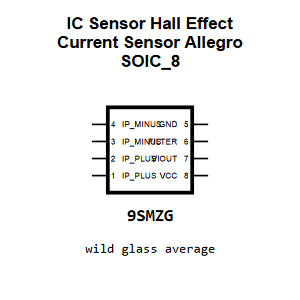 IC Sensor Hall Effect
Current Sensor Allegro
SOIC_8
4 IP_MINUS GND 5
3 IP_MINUS FILTER 6
2 IP_PLUS VIOUT 7
1 IP_PLUS VCC 8
9SMZG
wild glass average